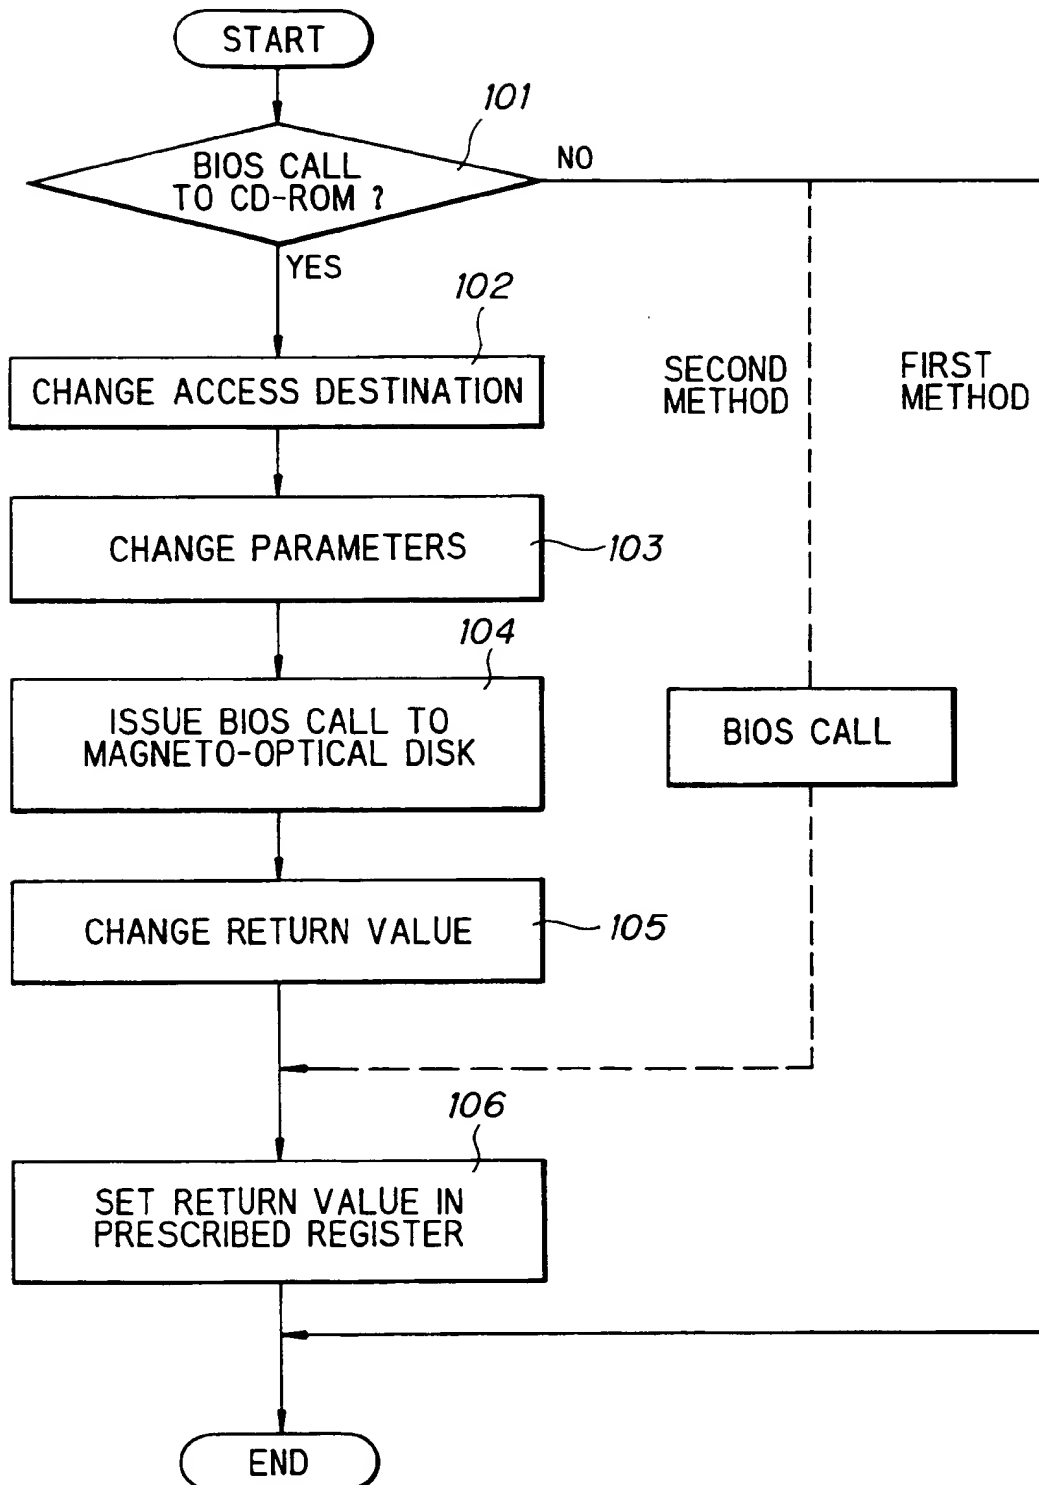 START
101
BIOS CALL
TO CD-ROM ?
NO
YES
102
CHANGE ACCESS DESTINATION
SECOND
METHOD
FIRST
METHOD
CHANGE PARAMETERS
103
104
ISSUE BIOS CALL TO
MAGNETO-OPTICAL DISK
BIOS CALL
CHANGE RETURN VALUE
105
106
SET RETURN VALUE IN
PRESCRIBED REGISTER
END